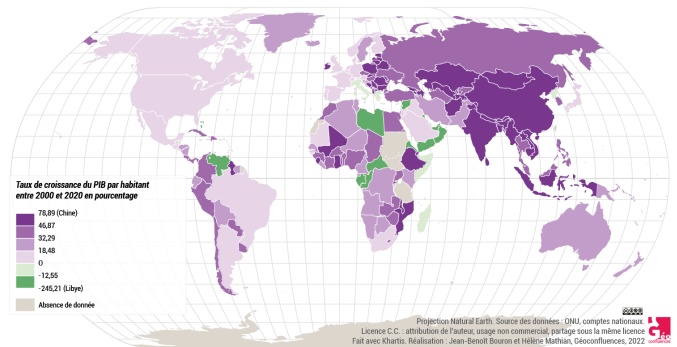 Taux de croissance du PIB par habitant
entre 2000 et 2020 en pourcentage
78,89 (Chine)
46,87
32,29
18,48
0
-12,55
-245,21 (Libye)
Absence de donnée
Projection Natural Earth. Source des données : ONU, comptes nationaux.
Licence C.C. : attribution de l'auteur, usage non commercial, partage sous la même licence
Fait avec Khartis. Réalisation : Jean-Benoît Bouron et Hélène Mathian, Géoconfluences, 2022
Géo
confluences